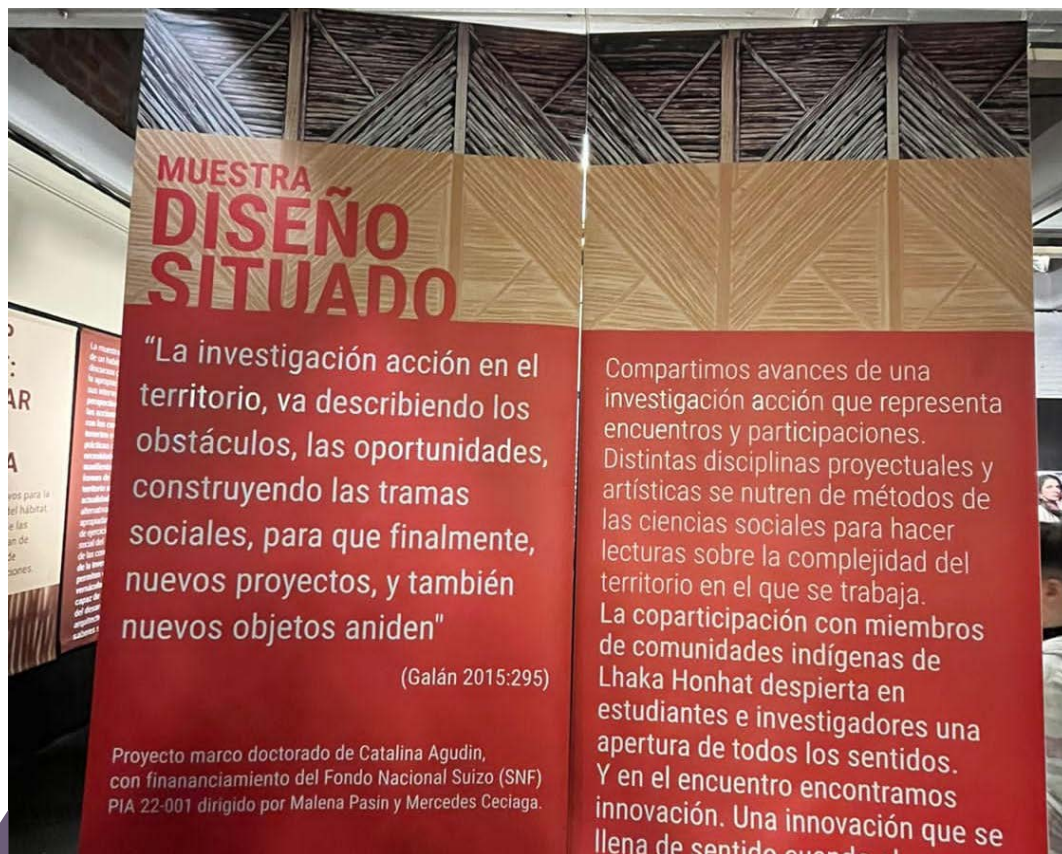 MUESTRA
DISEÑO
SITUADO
“La investigación acción en el
territorio, va describiendo los
obstáculos, las oportunidades,
construyendo las tramas
sociales, para que finalmente,
nuevos proyectos, y también
nuevos objetos aniden"
(Galán 2015:295)
Proyecto marco doctorado de Catalina Agudin,
con finananciamiento del Fondo Nacional Suizo (SNF)
PIA 22-001 dirigido por Malena Pasin y Mercedes Ceciaga.
Compartimos avances de una
investigación acción que representa
encuentros y participaciones.
Distintas disciplinas proyectuales y
artísticas se nutren de métodos de
las ciencias sociales para hacer
lecturas sobre la complejidad del
territorio en el que se trabaja.
La coparticipación con miembros
de comunidades indígenas de
Lhaka Honhat despierta en
estudiantes e investigadores una
apertura de todos los sentidos.
Y en el encuentro encontramos
innovación. Una innovación que se
llena de sentido